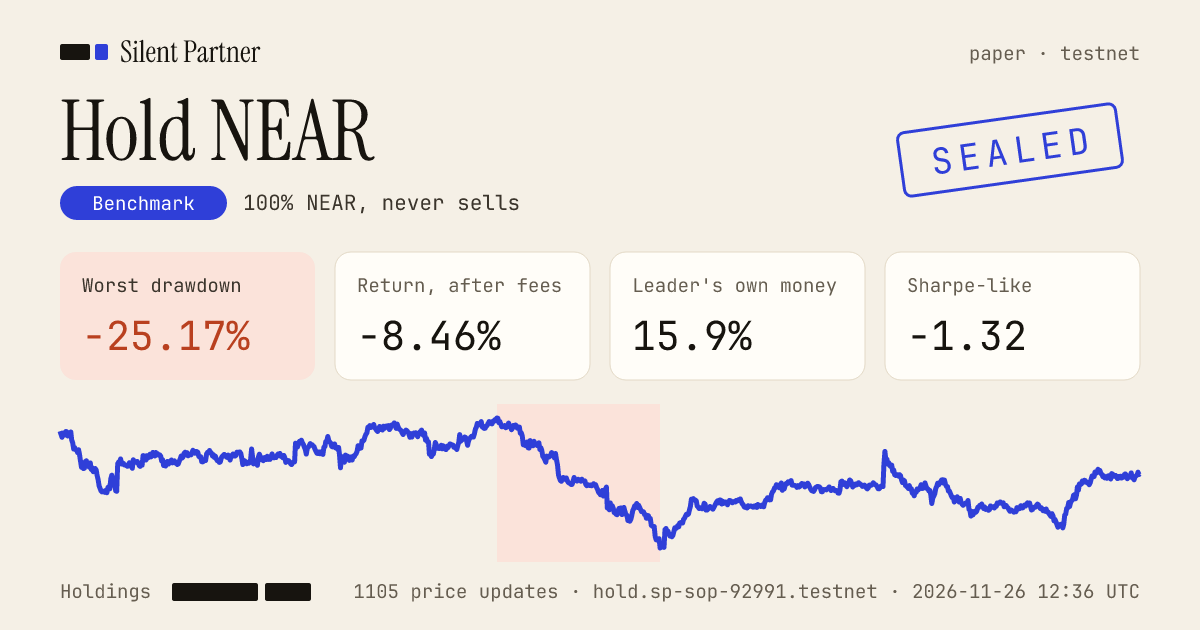 Silent Partner
paper · testnet
Hold NEAR
SEALED
Benchmark
100% NEAR, never sells
Worst drawdown
-25.17%
Return, after fees
-8.46%
Leader's own money
15.9%
Sharpe-like
-1.32
Holdings
1105 price updates · hold.sp-sop-92991.testnet · 2026-11-26 12:36 UTC